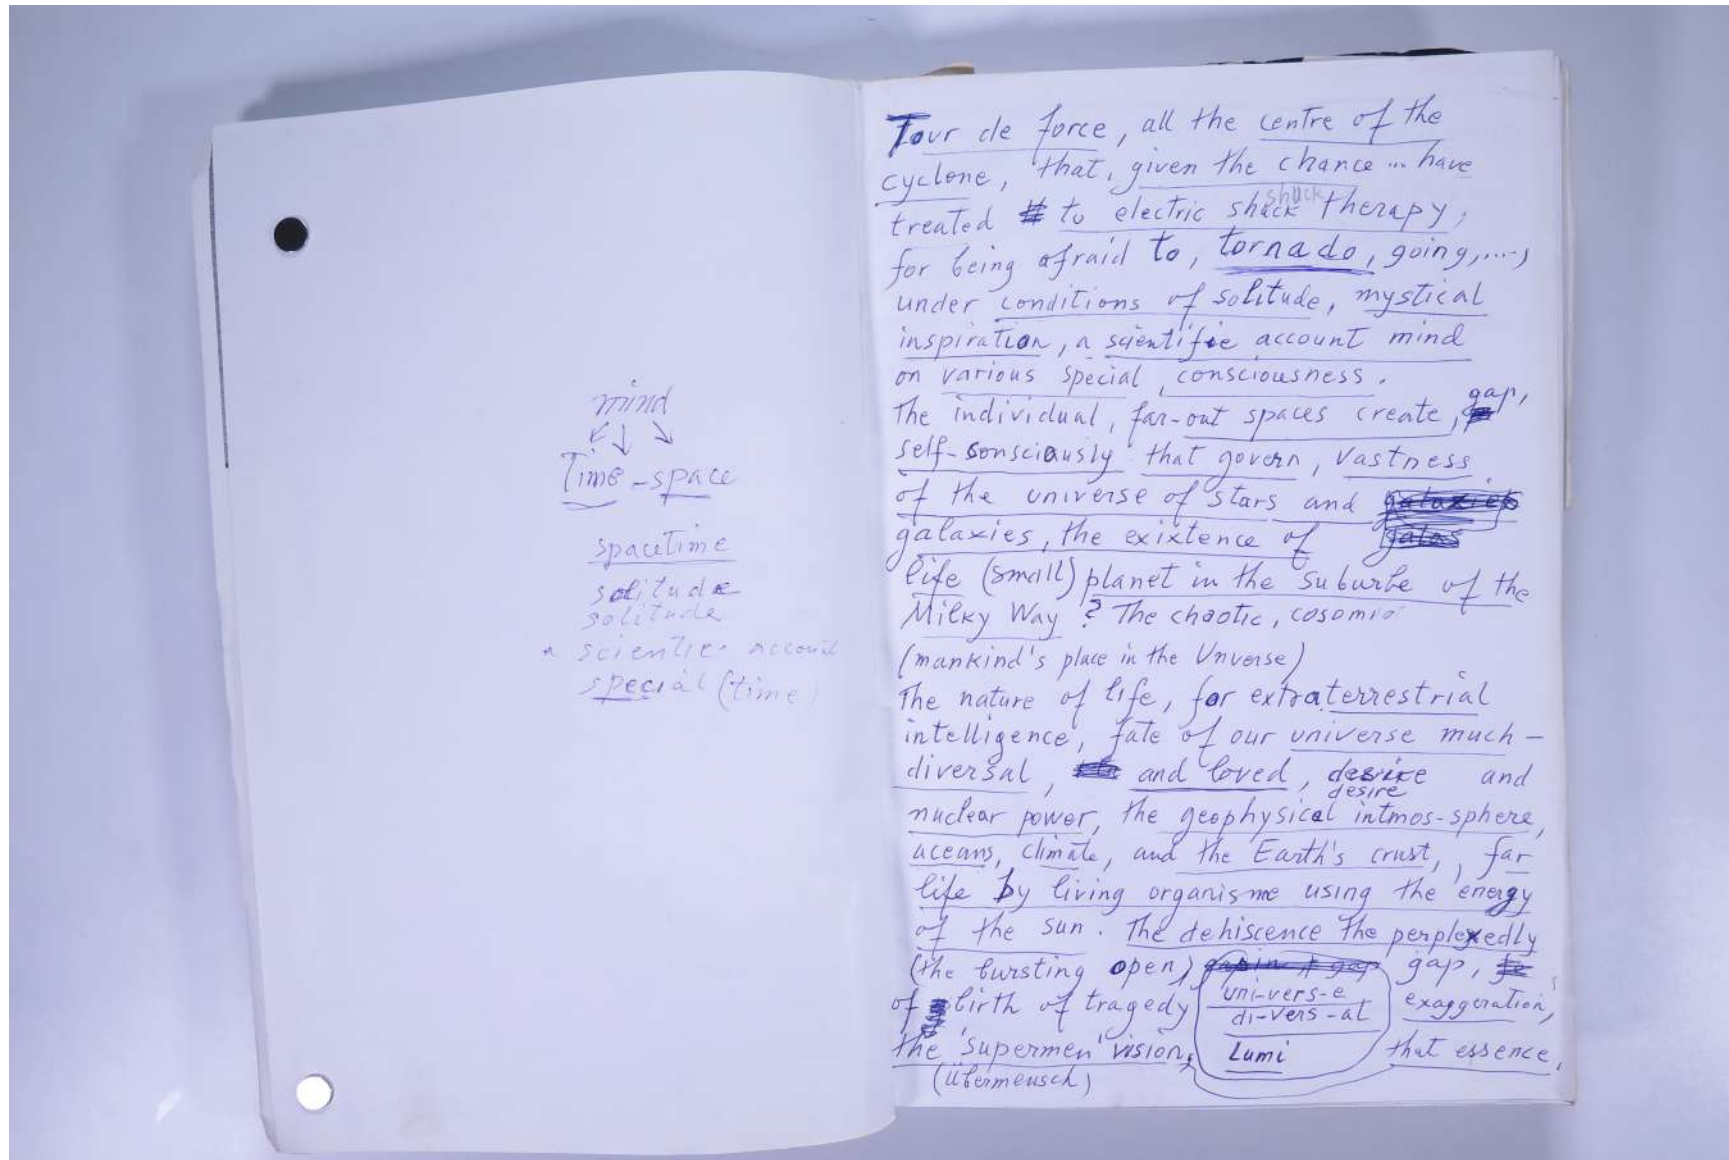 mind
Time - space
spacetime
solitude
solitude
a scientie. account
special (time)
Tour de force, all the centre of the
cyclone, that, given the chance ... have
treated to electric shock therapy,
shock
for being afraid to, tornado, going, ...,
under conditions of solitude, mystical
inspiration, a scientific account mind
on various special, consciousness.
The individual, far-out spaces create, gap,
self-consciously that govern, vastness
of the universe of stars and galaxies
galaxies, the existence of
life (small) planet in the suburbe of the
Milky Way ? The chaotic, cosomic
(mankind's place in the Unverse)
The nature of life, for extraterrestrial
intelligence, fate of our universe much-
diversal, and loved, desire and
desire
nuclear power, the geophysical intmos-sphere,
aceans, climate, and the Earth's crust, , far
life by living organisme using the energy
of the sun. The dehiscence the perplexedly
(the bursting open) gap,
of birth of tragedy uni-vers-e exaggeration,
di-vers-al
the 'supermen' vision, Lumi that essence,
(übermensch)